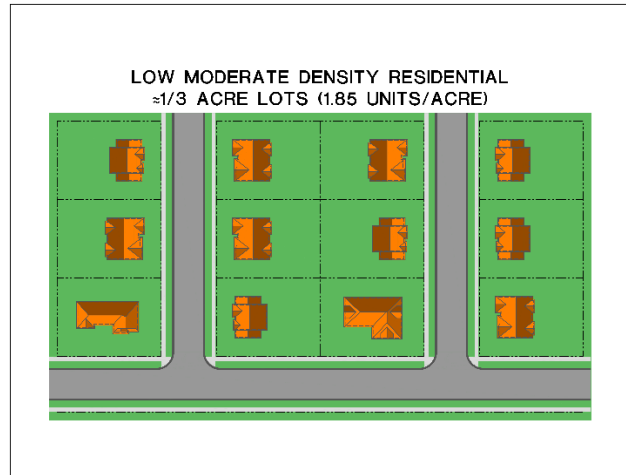 LOW MODERATE DENSITY RESIDENTIAL
≈1/3 ACRE LOTS (1.85 UNITS/ACRE)